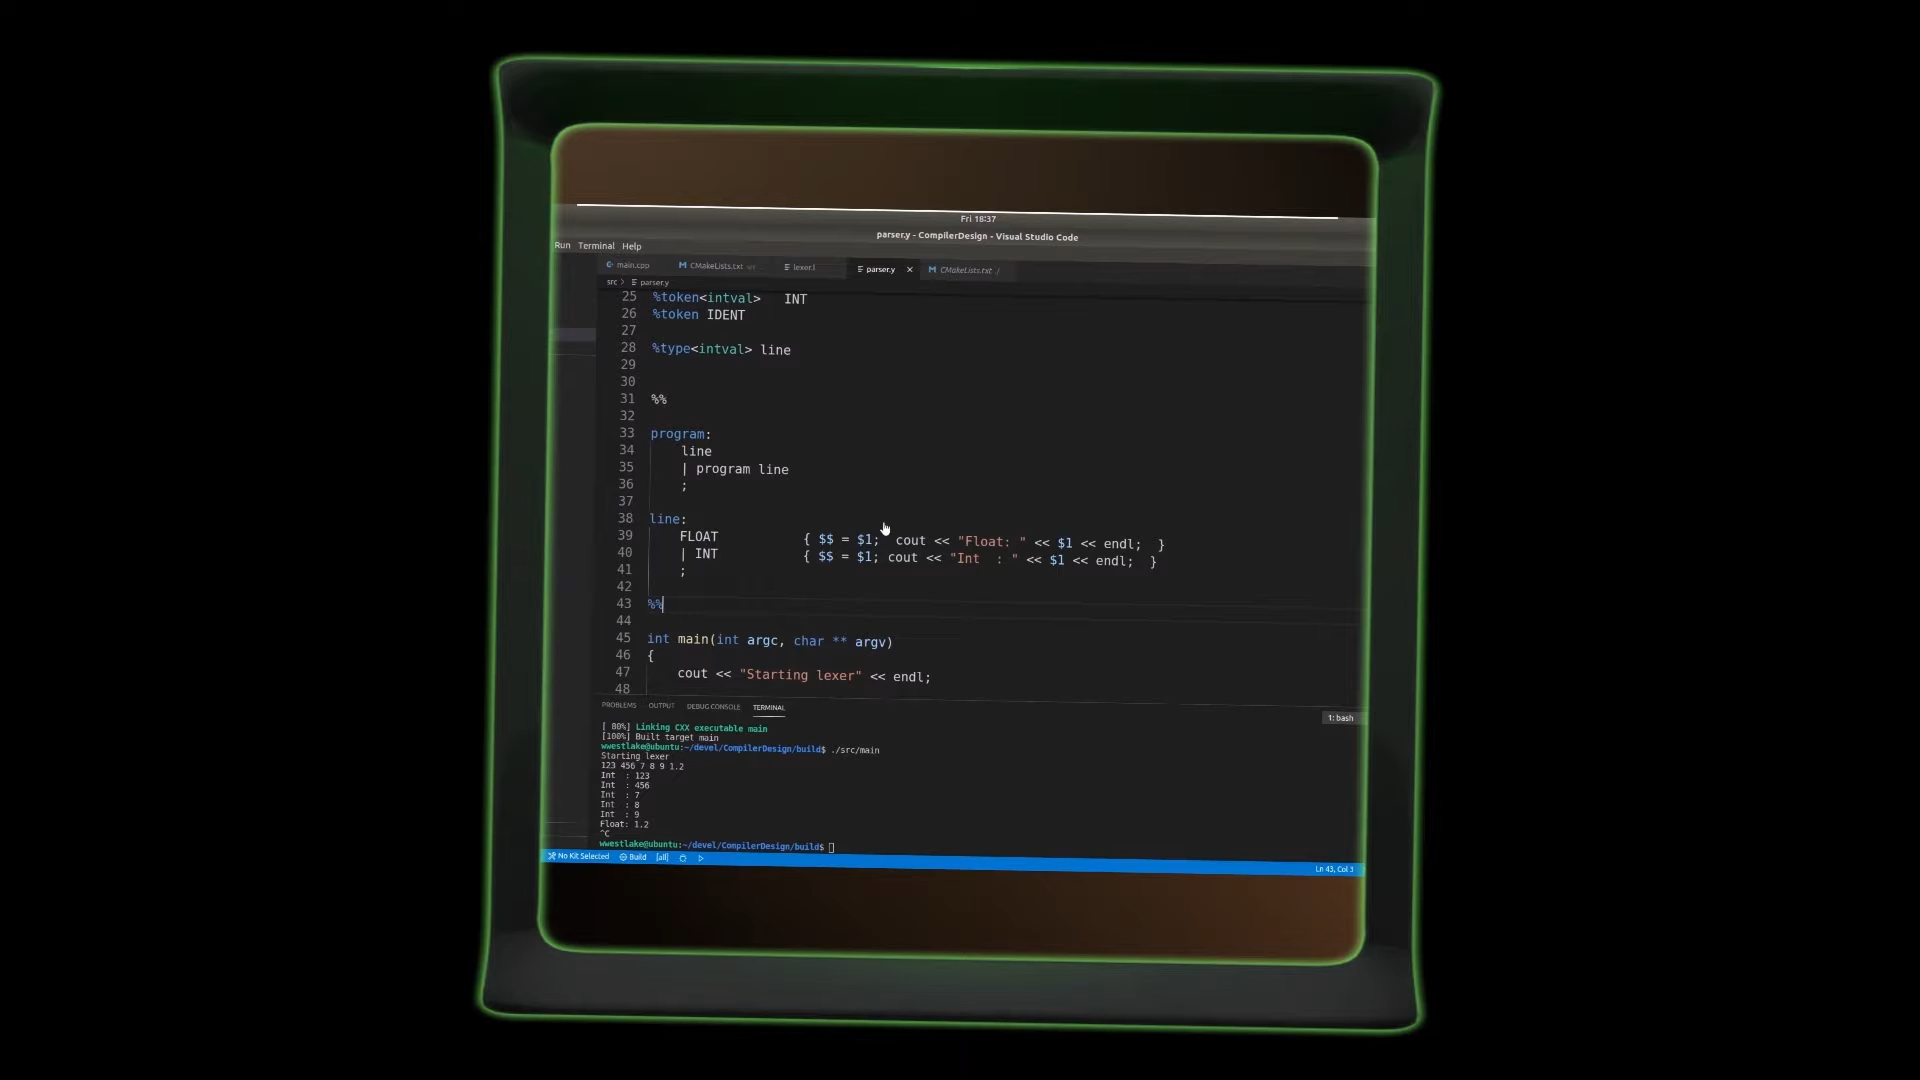 Fri 18:37
parser.y - CompilerDesign - Visual Studio Code
Run Terminal Help
main.cpp CMakeLists.txt src lexer.l parser.y × CMakeLists.txt /
src > parser.y
25 %token<intval>   INT
26 %token IDENT
27
28 %type<intval> line
29
30
31 %%
32
33 program:
34     line
35     | program line
36     ;
37
38 line:
39     FLOAT           { $$ = $1;  cout << "Float: " << $1 << endl;  }
40     | INT           { $$ = $1; cout << "Int  : " << $1 << endl;  }
41     ;
42
43 %%
44
45 int main(int argc, char ** argv)
46 {
47     cout << "Starting lexer" << endl;
48
PROBLEMS OUTPUT DEBUG CONSOLE TERMINAL
1: bash
[ 80%] Linking CXX executable main
[100%] Built target main
wwestlake@ubuntu:~/devel/CompilerDesign/build$ ./src/main
Starting lexer
123 456 7 8 9 1.2
Int  : 123
Int  : 456
Int  : 7
Int  : 8
Int  : 9
Float: 1.2
^C
wwestlake@ubuntu:~/devel/CompilerDesign/build$
No Kit Selected Build [all] Ln 43, Col 3